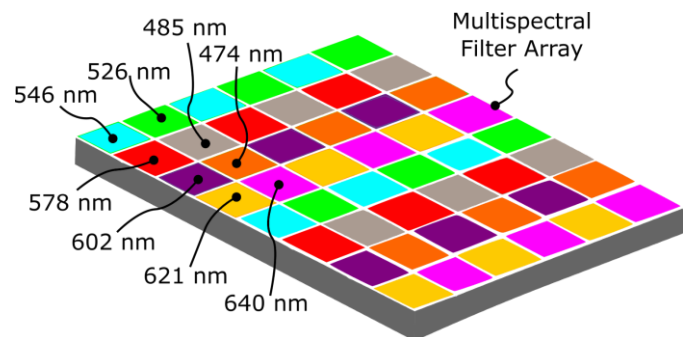 485 nm
474 nm
Multispectral
Filter Array
526 nm
546 nm
578 nm
602 nm
621 nm
640 nm